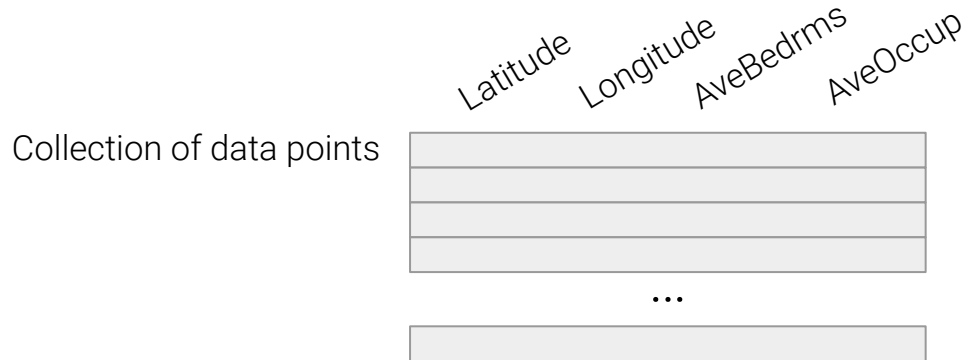 Latitude
Longitude
AveBedrms
AveOccup
Collection of data points
...